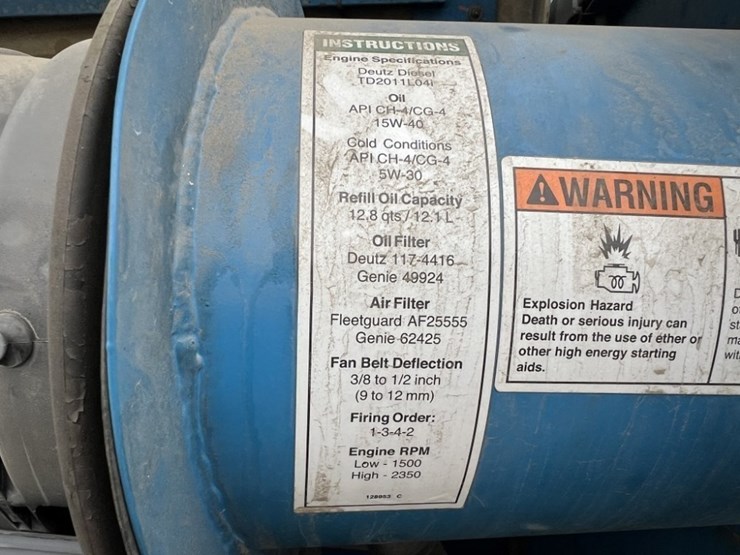 INSTRUCTIONS
Engine Specifications
Deutz Diesel
TD2011L04i
Oil
API CH-4/CG-4
15W-40
Cold Conditions
API CH-4/CG-4
5W-30
Refill Oil Capacity
12.8 qts / 12.1 L
Oil Filter
Deutz 117-4416
Genie 49924
Air Filter
Fleetguard AF25555
Genie 62425
Fan Belt Deflection
3/8 to 1/2 inch
(9 to 12 mm)
Firing Order:
1-3-4-2
Engine RPM
Low - 1500
High - 2350
WARNING
Explosion Hazard
Death or serious injury can
result from the use of ether or
other high energy starting
aids.